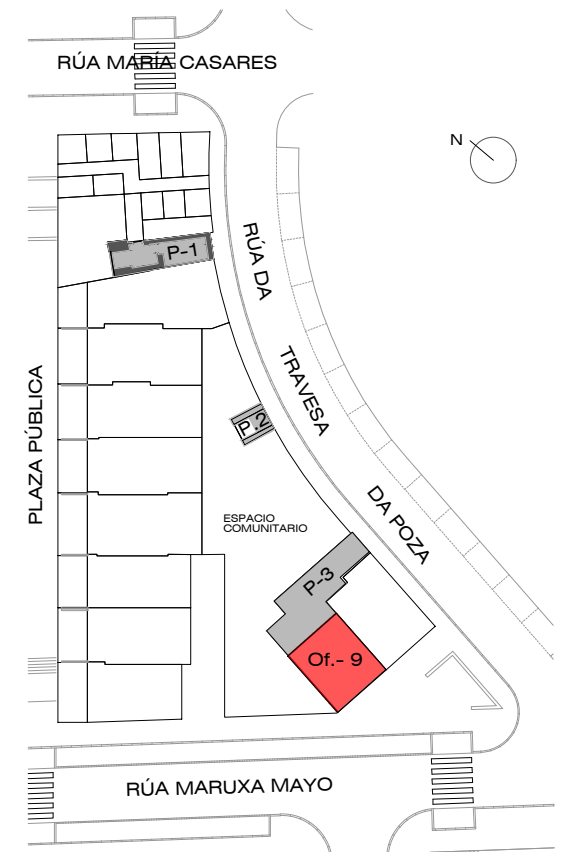 RÚA MARÍA CASARES
N
P-1
RÚA DA
TRAVESA
DA POZA
PLAZA PÚBLICA
P.2
ESPACIO
COMUNITARIO
P-3
Of.- 9
RÚA MARUXA MAYO